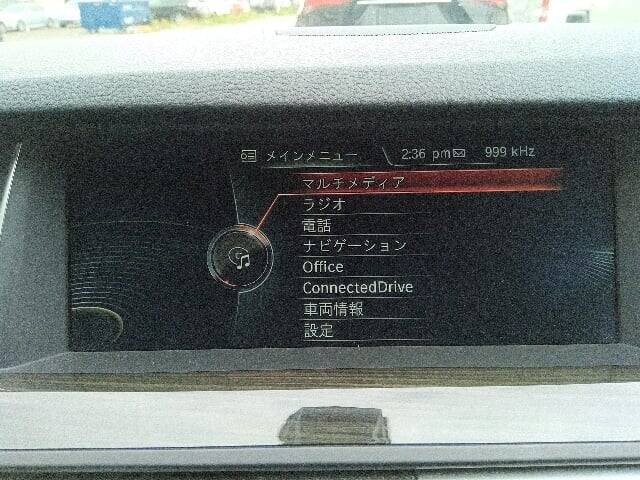 メインメニュー 2:36 pm 999 kHz
マルチメディア
ラジオ
電話
ナビゲーション
Office
ConnectedDrive
車両情報
設定